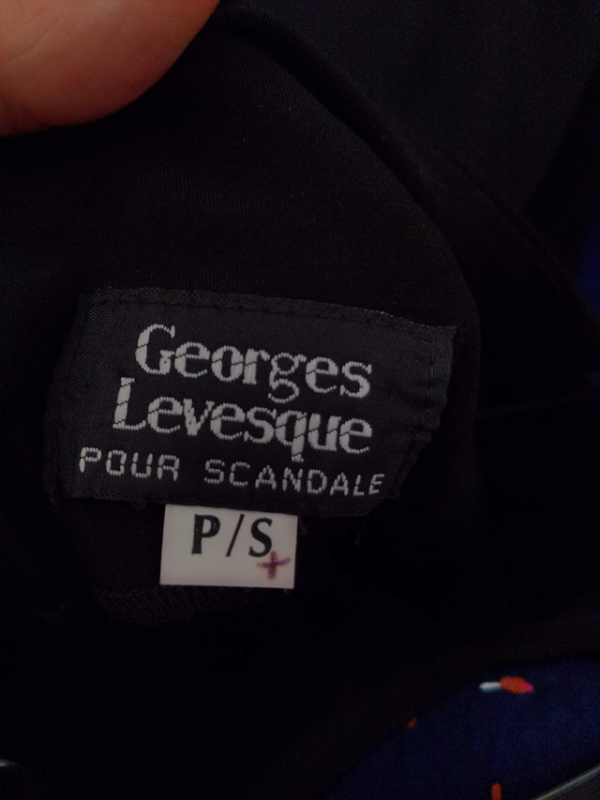 Georges
Levesque
POUR SCANDALE
P/S
+